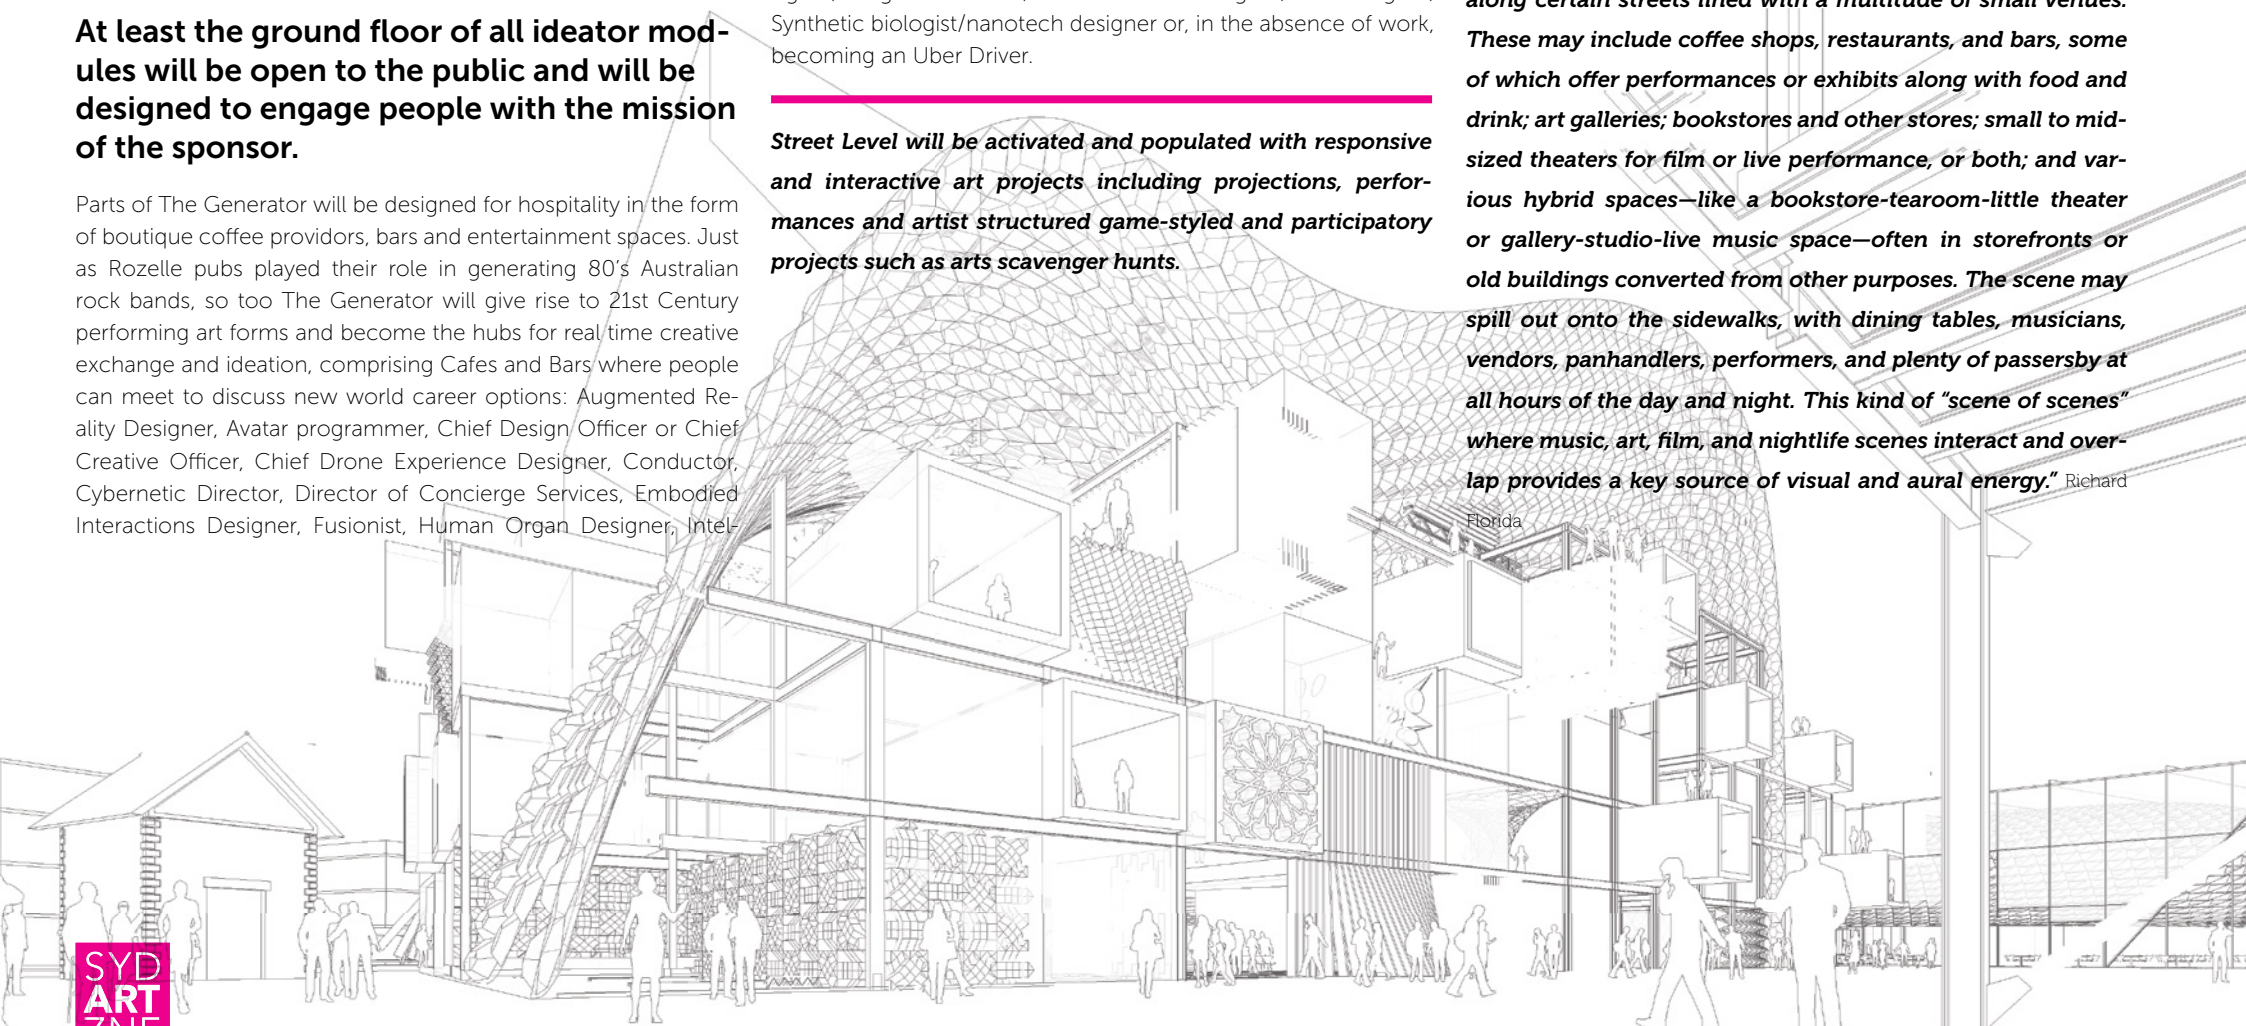 At least the ground floor of all ideator mod-
ules will be open to the public and will be
designed to engage people with the mission
of the sponsor.
Parts of The Generator will be designed for hospitality in the form
of boutique coffee providors, bars and entertainment spaces. Just
as Rozelle pubs played their role in generating 80's Australian
rock bands, so too The Generator will give rise to 21st Century
performing art forms and become the hubs for real time creative
exchange and ideation, comprising Cafes and Bars where people
can meet to discuss new world career options: Augmented Re-
ality Designer, Avatar programmer, Chief Design Officer or Chief
Creative Officer, Chief Drone Experience Designer, Conductor,
Cybernetic Director, Director of Concierge Services, Embodied
Interactions Designer, Fusionist, Human Organ Designer, Intel-
Synthetic biologist/nanotech designer or, in the absence of work,
becoming an Uber Driver.
Street Level will be activated and populated with responsive
and interactive art projects including projections, perfor-
mances and artist structured game-styled and participatory
projects such as arts scavenger hunts.
along certain streets lined with a multitude of small venues.
These may include coffee shops, restaurants, and bars, some
of which offer performances or exhibits along with food and
drink; art galleries; bookstores and other stores; small to mid-
sized theaters for film or live performance, or both; and var-
ious hybrid spaces—like a bookstore-tearoom-little theater
or gallery-studio-live music space—often in storefronts or
old buildings converted from other purposes. The scene may
spill out onto the sidewalks, with dining tables, musicians,
vendors, panhandlers, performers, and plenty of passersby at
all hours of the day and night. This kind of “scene of scenes”
where music, art, film, and nightlife scenes interact and over-
lap provides a key source of visual and aural energy.” Richard
Florida
SYD
ART
ZNE